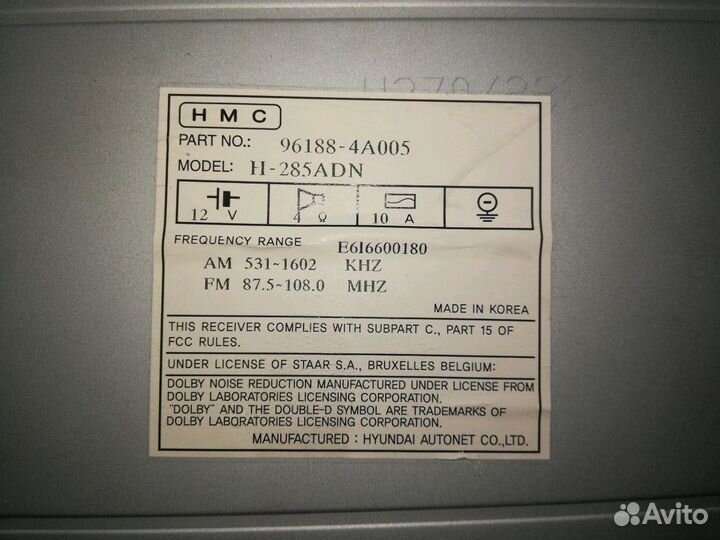 HMC
PART NO.: 96188-4A005
MODEL: H-285ADN
12 V 4 Ω 10 A
FREQUENCY RANGE E6I6600180
AM 531~1602 KHZ
FM 87.5~108.0 MHZ
MADE IN KOREA
THIS RECEIVER COMPLIES WITH SUBPART C., PART 15 OF
FCC RULES.
UNDER LICENSE OF STAAR S.A., BRUXELLES BELGIUM:
DOLBY NOISE REDUCTION MANUFACTURED UNDER LICENSE FROM
DOLBY LABORATORIES LICENSING CORPORATION.
"DOLBY" AND THE DOUBLE-D SYMBOL ARE TRADEMARKS OF
DOLBY LABORATORIES LICENSING CORPORATION.
MANUFACTURED : HYUNDAI AUTONET CO.,LTD.
Avito